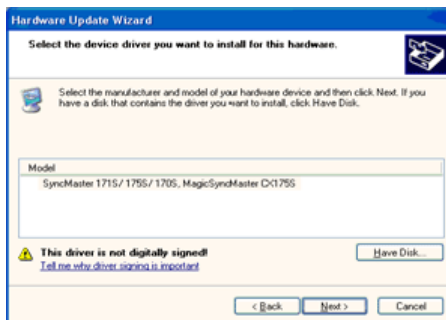 Hardware Update Wizard
Select the device driver you want to install for this hardware.
Select the manufacturer and model of your hardware device and then click Next. If you
have a disk that contains the driver you want to install, click Have Disk.
Model
SyncMaster 171S/ 175S/ 170S, MagicSyncMaster CX175S
This driver is not digitally signed!
Have Disk...
Tell me why driver signing is important
< Back
Next >
Cancel